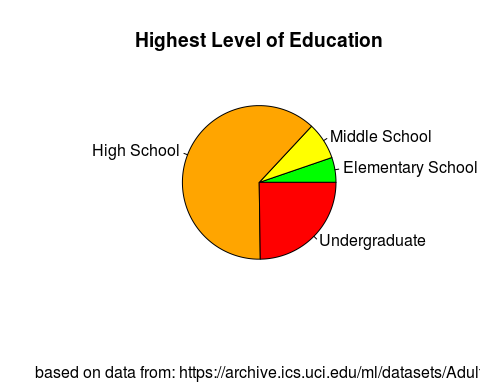 Highest Level of Education
High School
Middle School
Elementary School
Undergraduate
based on data from: https://archive.ics.uci.edu/ml/datasets/Adul